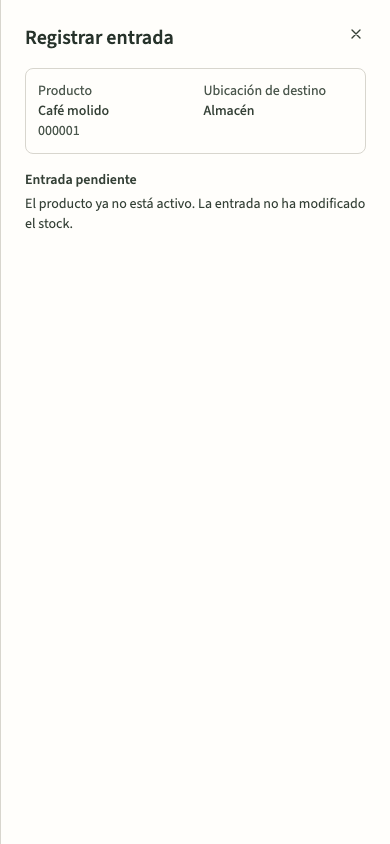 Registrar entrada
Producto
Café molido
000001
Ubicación de destino
Almacén
Entrada pendiente
El producto ya no está activo. La entrada no ha modificado
el stock.